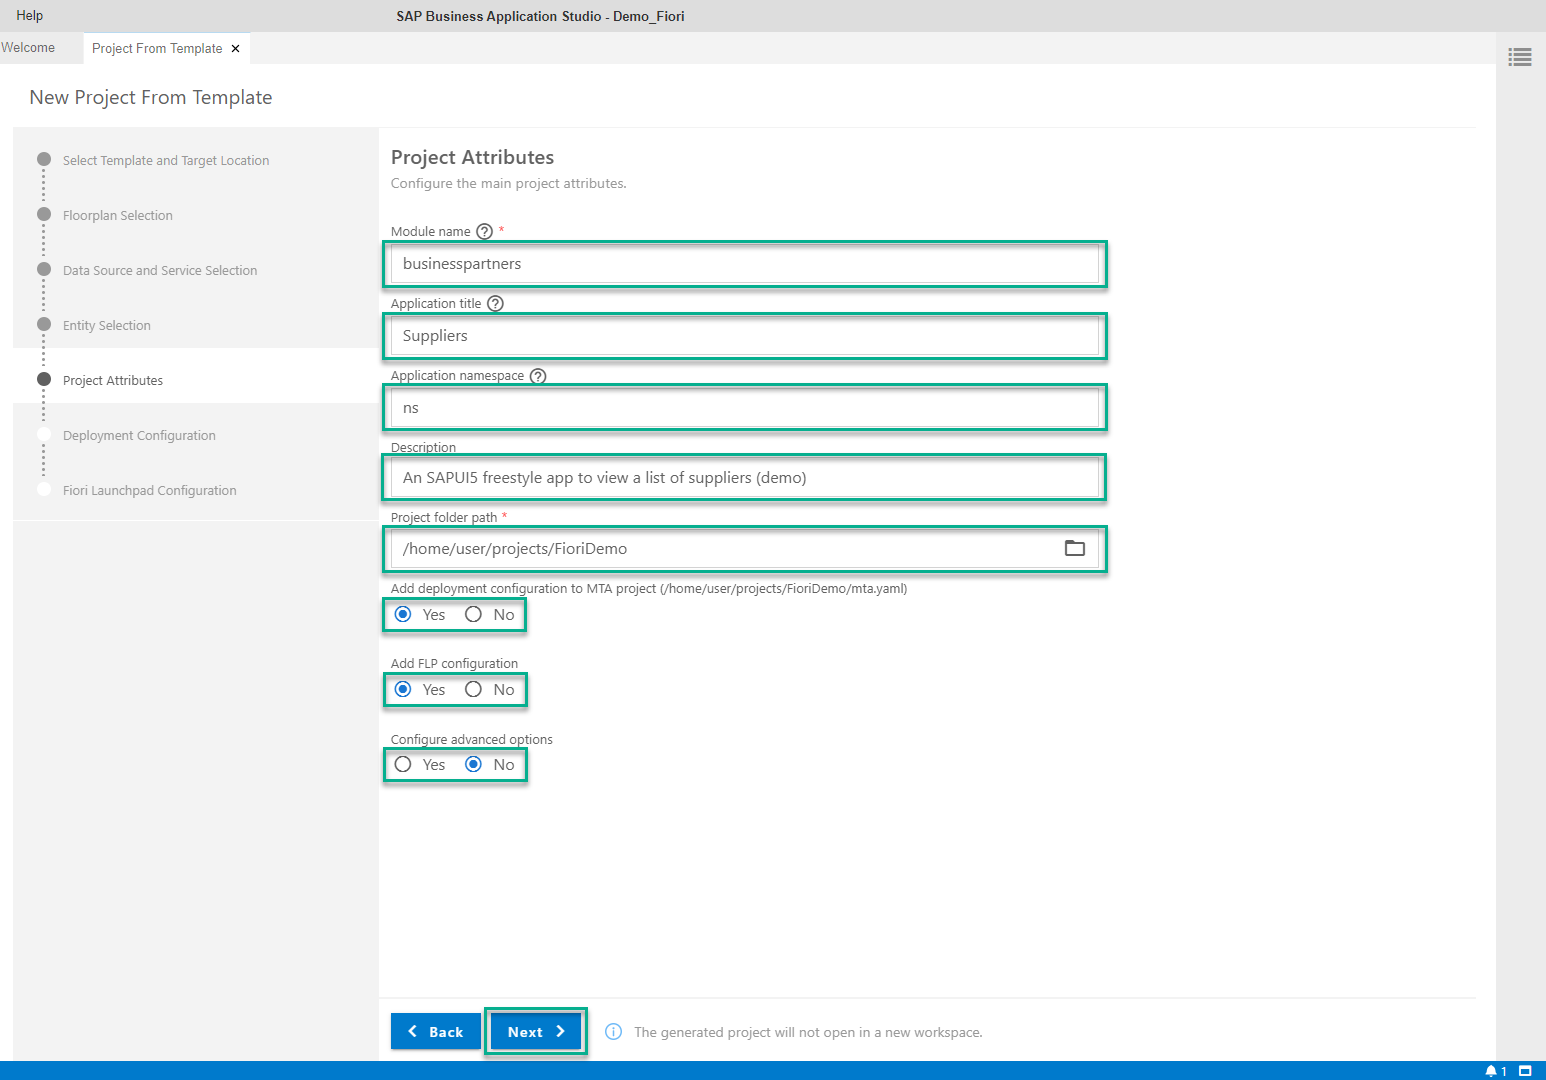 Help
SAP Business Application Studio - Demo_Fiori
Welcome
Project From Template ×
New Project From Template
Select Template and Target Location
Floorplan Selection
Data Source and Service Selection
Entity Selection
Project Attributes
Deployment Configuration
Fiori Launchpad Configuration
Project Attributes
Configure the main project attributes.
Module name ? *
businesspartners
Application title ?
Suppliers
Application namespace ?
ns
Description
An SAPUI5 freestyle app to view a list of suppliers (demo)
Project folder path *
/home/user/projects/FioriDemo
Add deployment configuration to MTA project (/home/user/projects/FioriDemo/mta.yaml)
Yes No
Add FLP configuration
Yes No
Configure advanced options
Yes No
Back
Next
The generated project will not open in a new workspace.
1